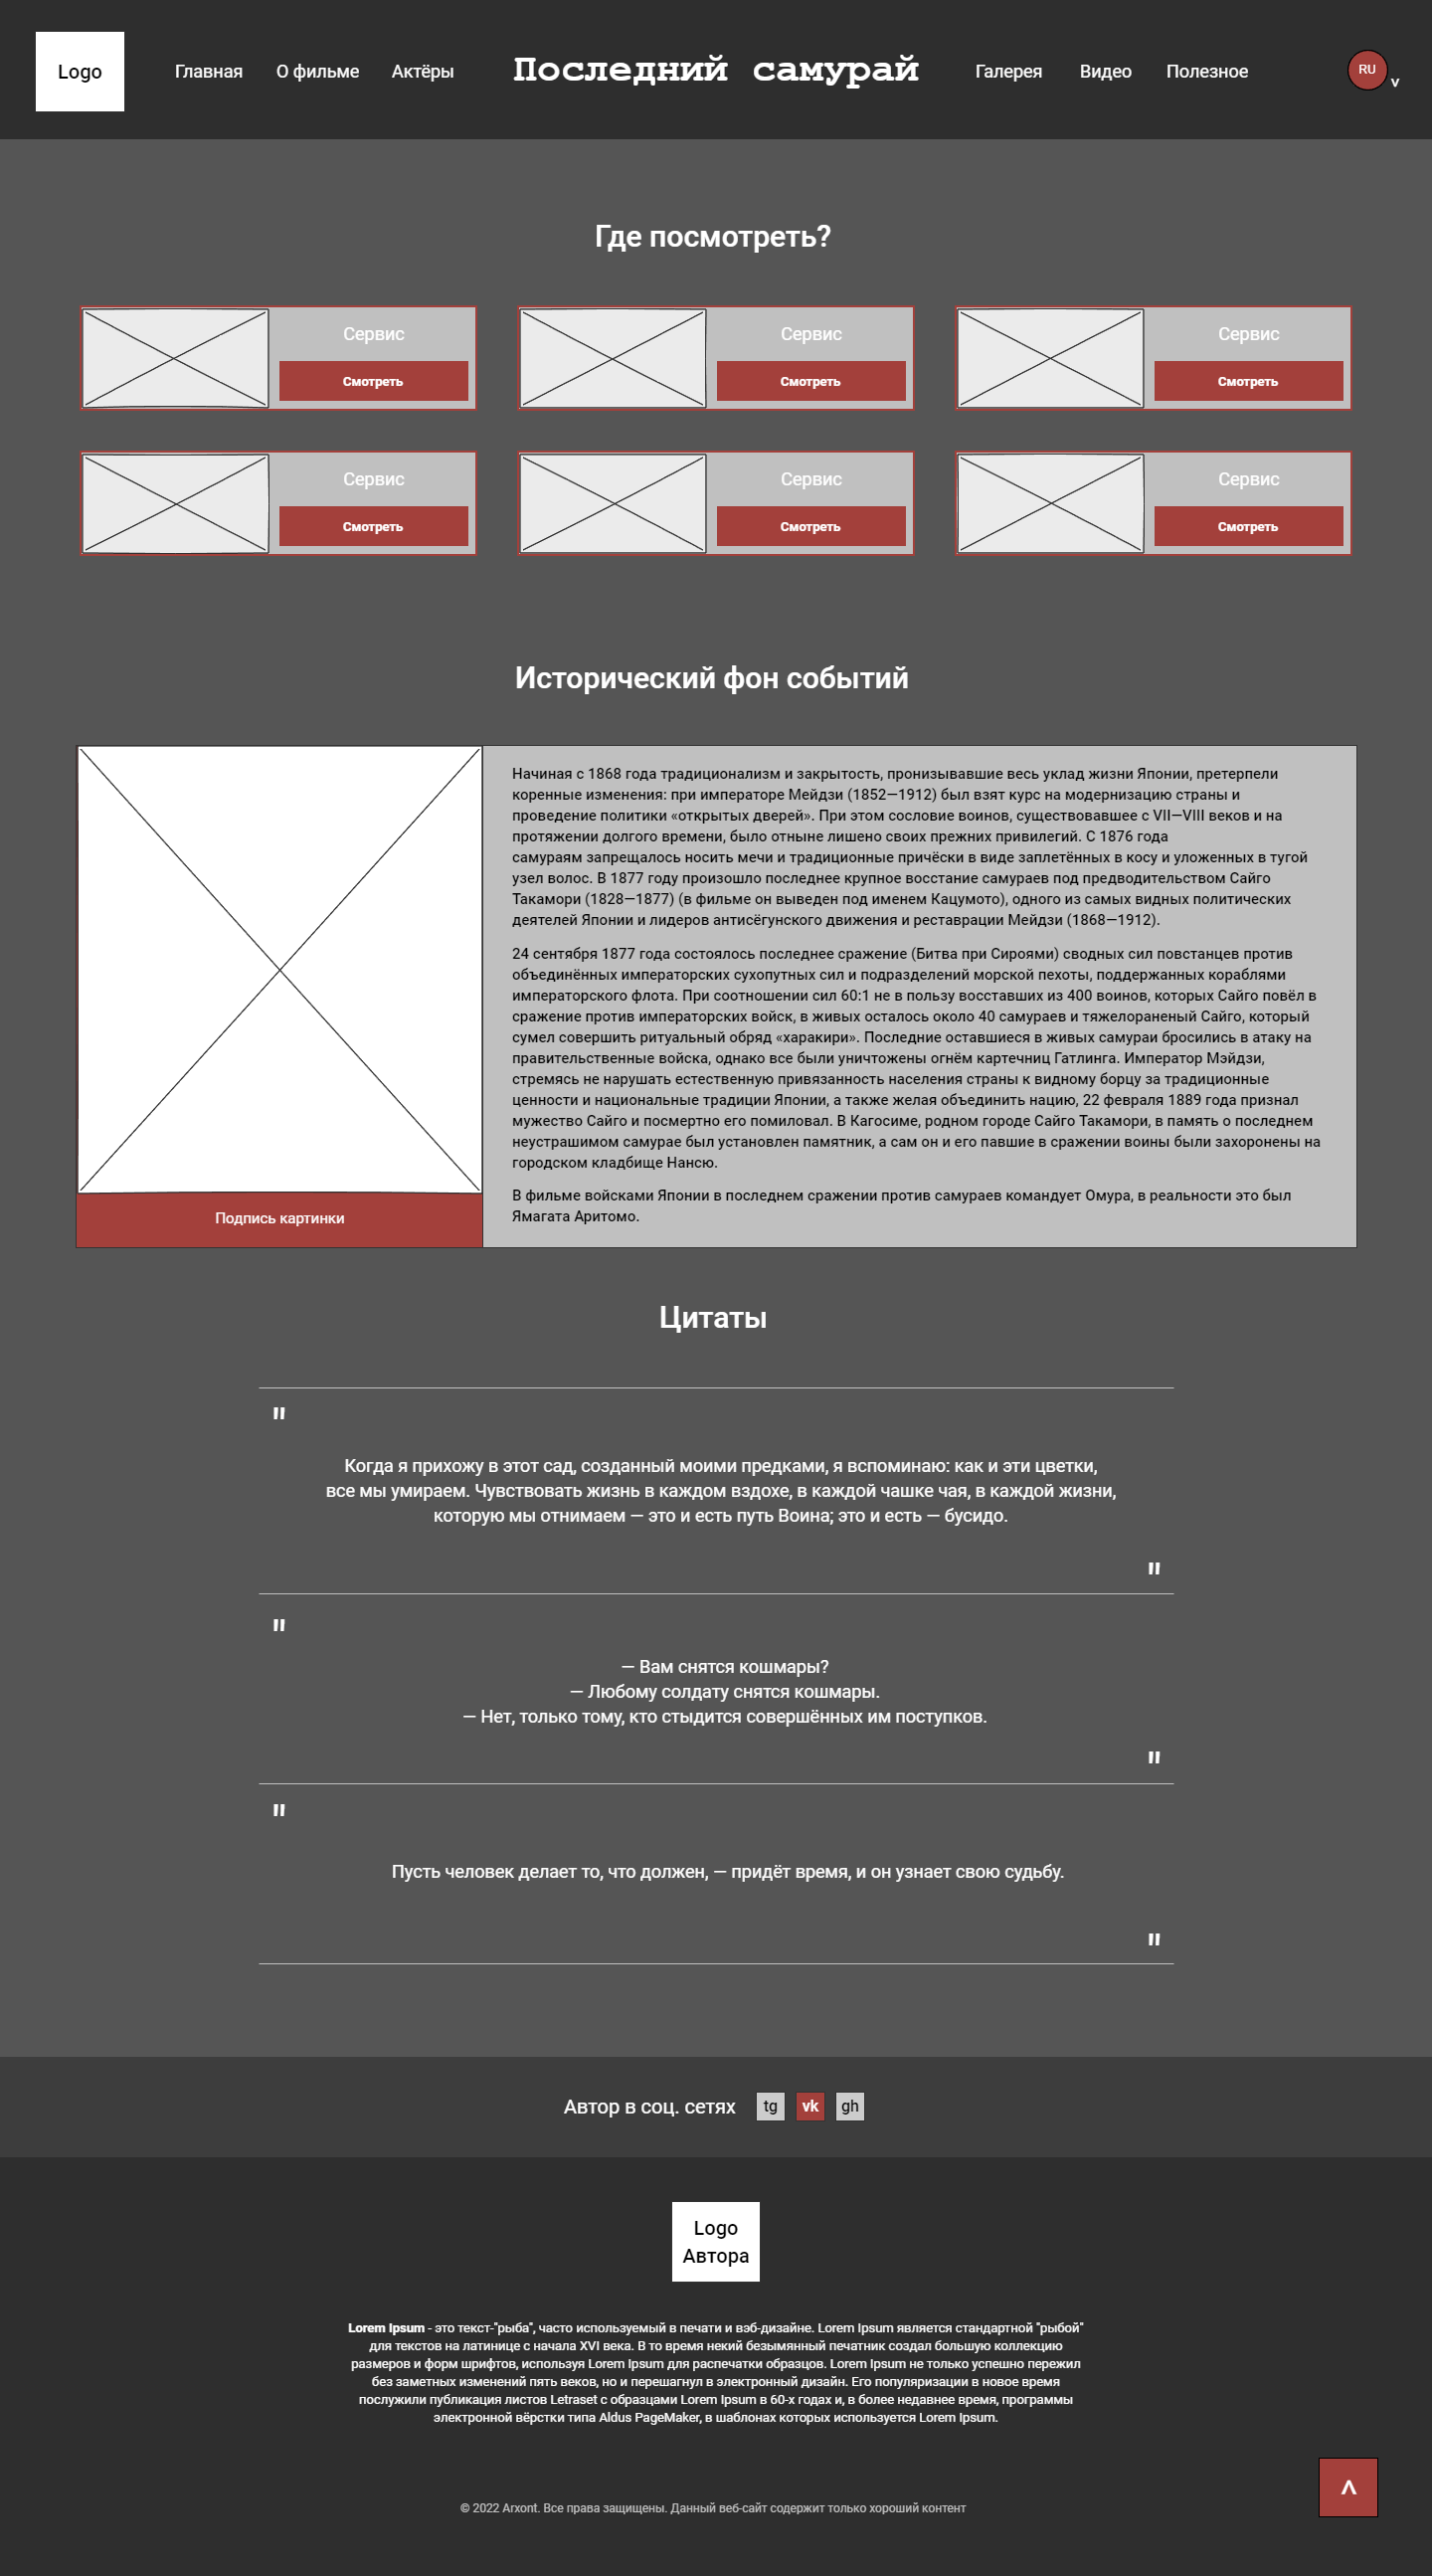 Logo
Главная
О фильме
Актёры
Последний самурай
Галерея
Видео
Полезное
RU
v
Где посмотреть?
Сервис
Смотреть
Сервис
Смотреть
Сервис
Смотреть
Сервис
Смотреть
Сервис
Смотреть
Сервис
Смотреть
Исторический фон событий
Начиная с 1868 года традиционализм и закрытость, пронизывавшие весь уклад жизни Японии, претерпели
коренные изменения: при императоре Мейдзи (1852—1912) был взят курс на модернизацию страны и
проведение политики «открытых дверей». При этом сословие воинов, существовавшее с VII—VIII веков и на
протяжении долгого времени, было отныне лишено своих прежних привилегий. С 1876 года
самураям запрещалось носить мечи и традиционные причёски в виде заплетённых в косу и уложенных в тугой
узел волос. В 1877 году произошло последнее крупное восстание самураев под предводительством Сайго
Такамори (1828—1877) (в фильме он выведен под именем Кацумото), одного из самых видных политических
деятелей Японии и лидеров антисёгунского движения и реставрации Мейдзи (1868—1912).
24 сентября 1877 года состоялось последнее сражение (Битва при Сироями) сводных сил повстанцев против
объединённых императорских сухопутных сил и подразделений морской пехоты, поддержанных кораблями
императорского флота. При соотношении сил 60:1 не в пользу восставших из 400 воинов, которых Сайго повёл в
сражение против императорских войск, в живых осталось около 40 самураев и тяжелораненый Сайго, который
сумел совершить ритуальный обряд «харакири». Последние оставшиеся в живых самураи бросились в атаку на
правительственные войска, однако все были уничтожены огнём картечниц Гатлинга. Император Мэйдзи,
стремясь не нарушать естественную привязанность населения страны к видному борцу за традиционные
ценности и национальные традиции Японии, а также желая объединить нацию, 22 февраля 1889 года признал
мужество Сайго и посмертно его помиловал. В Кагосиме, родном городе Сайго Такамори, в память о последнем
неустрашимом самурае был установлен памятник, а сам он и его павшие в сражении воины были захоронены на
городском кладбище Нансю.
В фильме войсками Японии в последнем сражении против самураев командует Омура, в реальности это был
Ямагата Аритомо.
Подпись картинки
Цитаты
"
Когда я прихожу в этот сад, созданный моими предками, я вспоминаю: как и эти цветки,
все мы умираем. Чувствовать жизнь в каждом вздохе, в каждой чашке чая, в каждой жизни,
которую мы отнимаем — это и есть путь Воина; это и есть — бусидо.
"
"
— Вам снятся кошмары?
— Любому солдату снятся кошмары.
— Нет, только тому, кто стыдится совершённых им поступков.
"
"
Пусть человек делает то, что должен, — придёт время, и он узнает свою судьбу.
"
Автор в соц. сетях
tg
vk
gh
Logo
Автора
Lorem Ipsum - это текст-"рыба", часто используемый в печати и вэб-дизайне. Lorem Ipsum является стандартной "рыбой"
для текстов на латинице с начала XVI века. В то время некий безымянный печатник создал большую коллекцию
размеров и форм шрифтов, используя Lorem Ipsum для распечатки образцов. Lorem Ipsum не только успешно пережил
без заметных изменений пять веков, но и перешагнул в электронный дизайн. Его популяризации в новое время
послужили публикация листов Letraset с образцами Lorem Ipsum в 60-х годах и, в более недавнее время, программы
электронной вёрстки типа Aldus PageMaker, в шаблонах которых используется Lorem Ipsum.
© 2022 Arxont. Все права защищены. Данный веб-сайт содержит только хороший контент